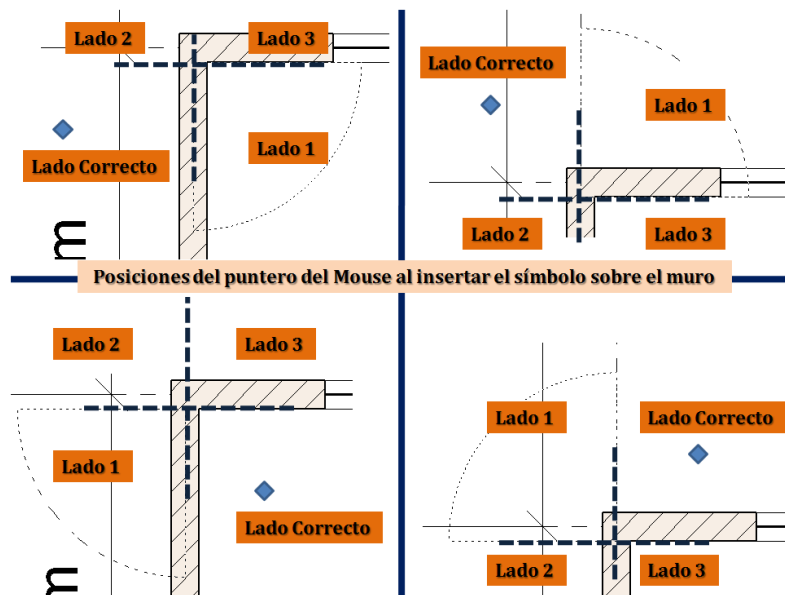 Lado 2
Lado 3
Lado Correcto
Lado 1
Lado 1
Lado Correcto
Lado 2
Lado 3
m
Posiciones del puntero del Mouse al insertar el símbolo sobre el muro
Lado 2
Lado 3
Lado 1
Lado Correcto
Lado 1
Lado Correcto
Lado 2
Lado 3
m